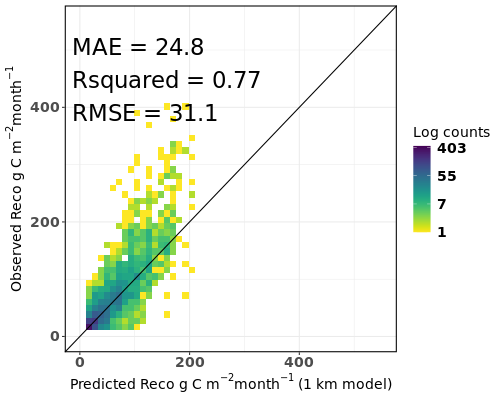 MAE = 24.8
Rsquared = 0.77
RMSE = 31.1
Observed Reco g C m⁻²month⁻¹
400
200
0
0 200 400
Predicted Reco g C m⁻²month⁻¹ (1 km model)
Log counts
403
55
7
1